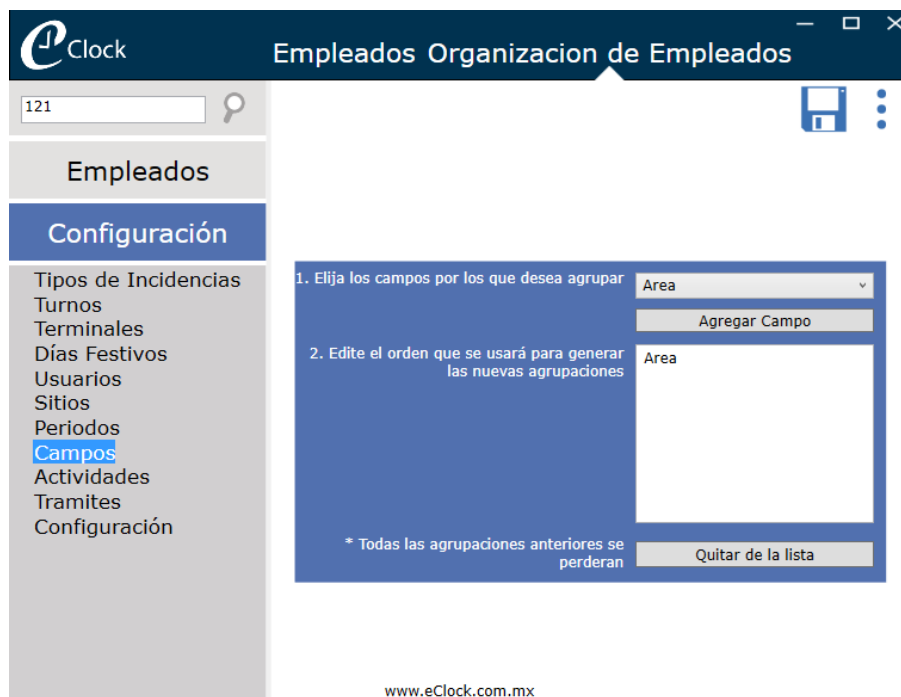 eClock
Empleados Organizacion de Empleados
121
Empleados
Configuración
Tipos de Incidencias
Turnos
Terminales
Días Festivos
Usuarios
Sitios
Periodos
Campos
Actividades
Tramites
Configuración
1. Elija los campos por los que desea agrupar
Area
Agregar Campo
2. Edite el orden que se usará para generar
las nuevas agrupaciones
Area
* Todas las agrupaciones anteriores se
perderan
Quitar de la lista
www.eClock.com.mx